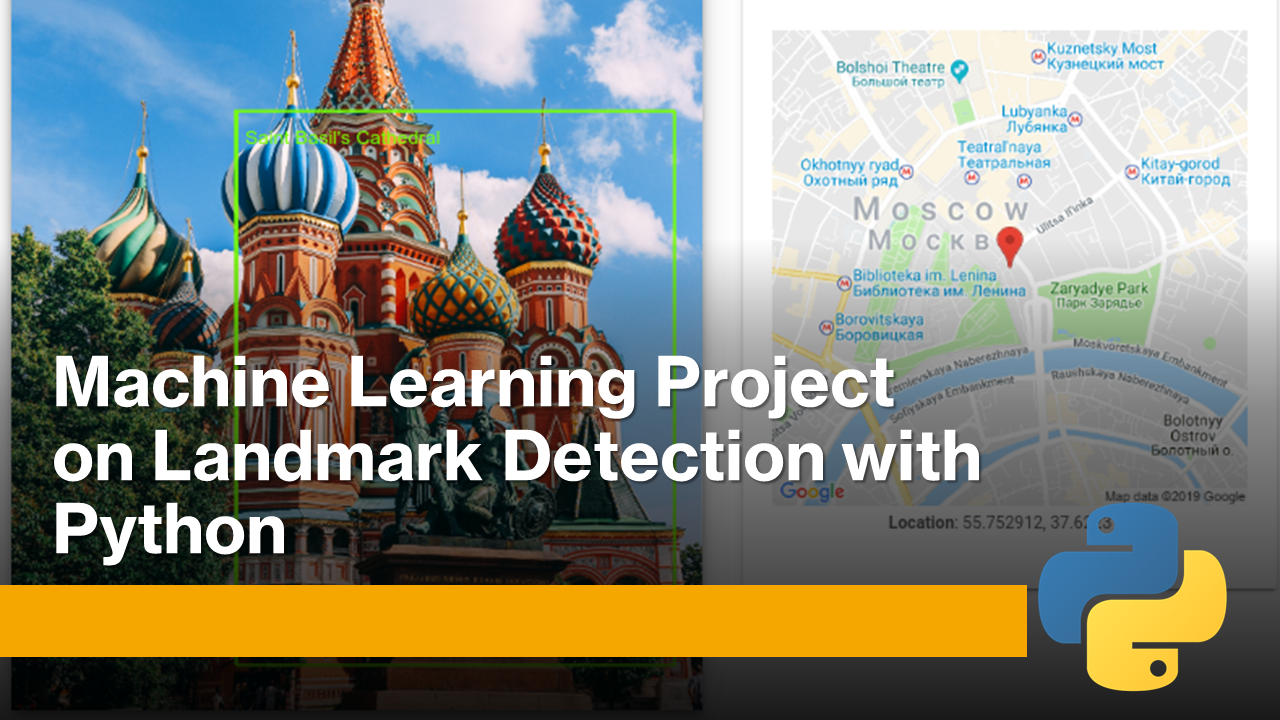 Saint Basil's Cathedral
Kuznetsky Most
Кузнецкий мост
Bolshoi Theatre
Большой театр
Lubyanka
Лубянка
Teatral'naya
Театральная
Okhotnyy ryad
Охотный ряд
Kitay-gorod
Китай-город
Moscow
Москв
Ulitsa Il'inka
Biblioteka im. Lenina
Библиотека им. Ленина
Zaryadye Park
Парк Зарядье
Borovitskaya
Боровицкая
Moskvoretskaya Embankment
Naberezhnaya
Sofiyskaya Embankment
Raushskaya Naberezhnaya
Bolotnyy
Ostrov
Болотный о.
Google
Map data ©2019 Google
Location: 55.752912, 37.62
Machine Learning Project
on Landmark Detection with
Python